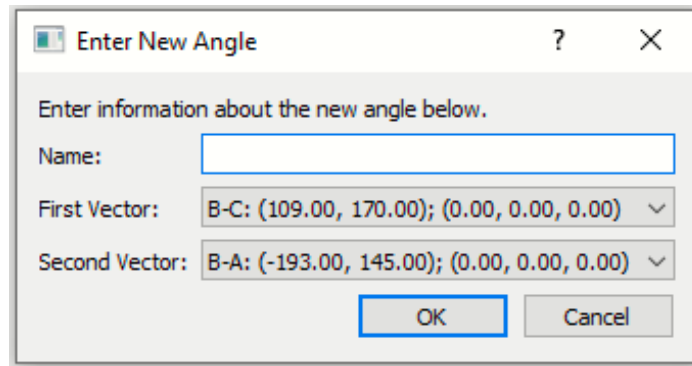 Enter New Angle ? X
Enter information about the new angle below.
Name:
First Vector: B-C: (109.00, 170.00); (0.00, 0.00, 0.00)
Second Vector: B-A: (-193.00, 145.00); (0.00, 0.00, 0.00)
OK Cancel